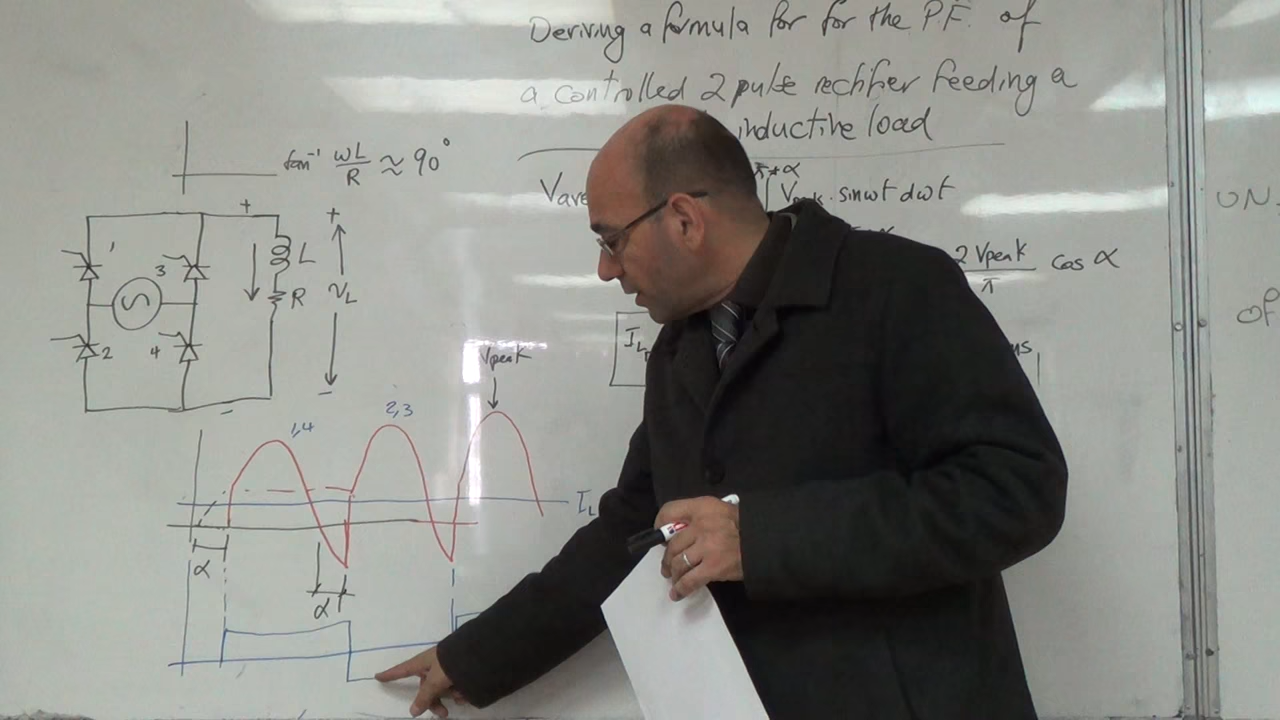 Deriving a formula for for the P.F. of
a controlled 2 pulse rectifier feeding a
inductive load
tan⁻¹ ωL/R ≈ 90°
π+α
Vave
Vpeak . sinωt dωt
2 Vpeak / π cos α
+
+
1
3
L
R
VL
2
4
-
-
Vpeak
1,4
2,3
IL
α
α
ON
OF